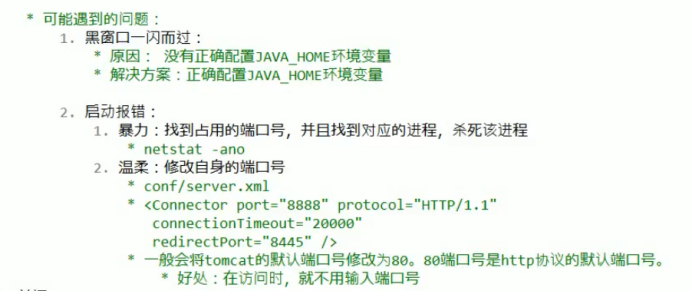 * 可能遇到的问题：
1. 黑窗口一闪而过：
* 原因： 没有正确配置JAVA_HOME环境变量
* 解决方案：正确配置JAVA_HOME环境变量
2. 启动报错：
1. 暴力：找到占用的端口号，并且找到对应的进程，杀死该进程
* netstat -ano
2. 温柔：修改自身的端口号
* conf/server.xml
* <Connector port="8888" protocol="HTTP/1.1"
connectionTimeout="20000"
redirectPort="8445" />
* 一般会将tomcat的默认端口号修改为80。80端口号是http协议的默认端口号。
* 好处：在访问时，就不用输入端口号